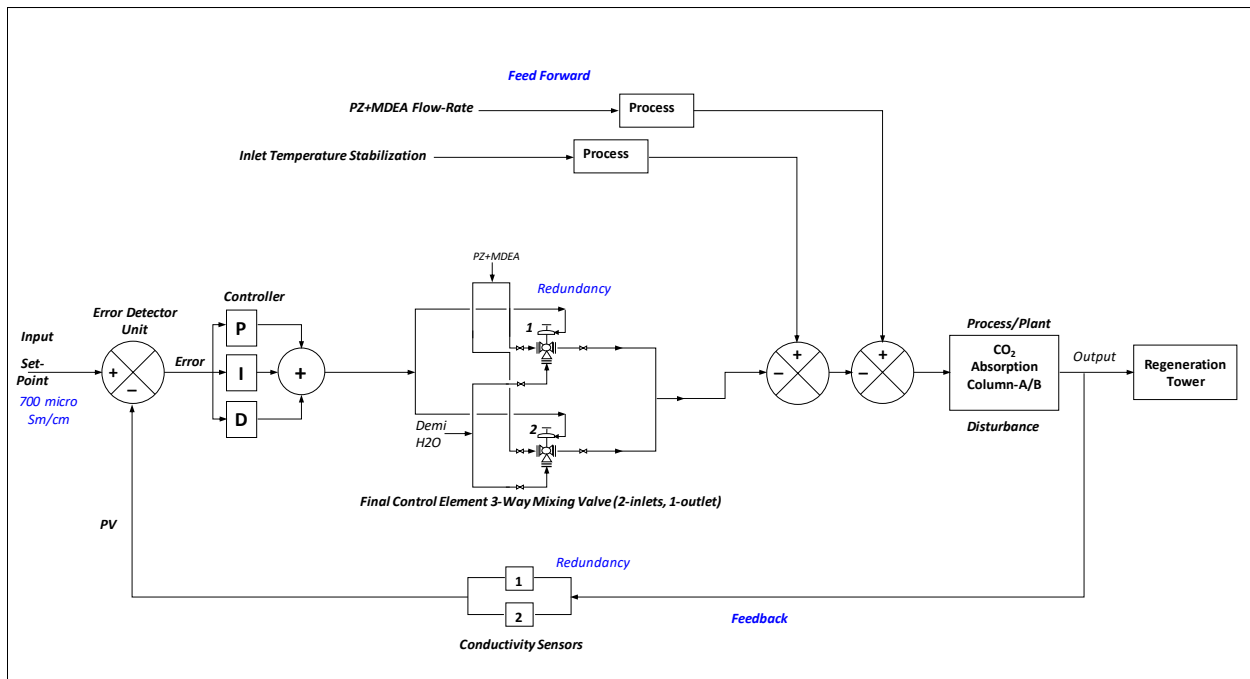 Feed Forward
PZ+MDEA Flow-Rate
Process
Inlet Temperature Stabilization
Process
PZ+MDEA
Redundancy
Controller
Error Detector
Unit
Input
Set-
Point
700 micro
Sm/cm
+
−
Error
P
I
D
+
1
2
Demi
H2O
Final Control Element 3-Way Mixing Valve (2-inlets, 1-outlet)
+
−
+
−
Process/Plant
CO₂
Absorption
Column-A/B
Disturbance
Output
Regeneration
Tower
PV
Redundancy
1
2
Conductivity Sensors
Feedback